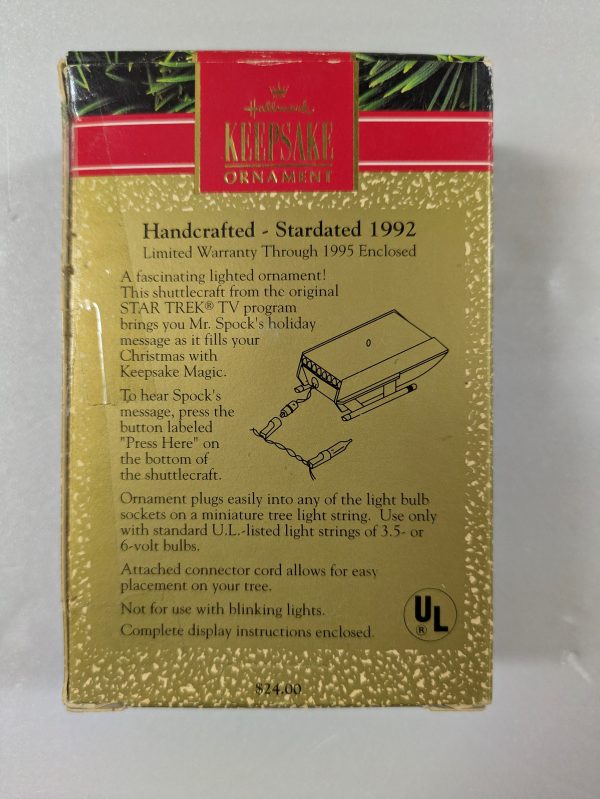 Hallmark
KEEPSAKE
ORNAMENT
Handcrafted - Stardated 1992
Limited Warranty Through 1995 Enclosed
A fascinating lighted ornament!
This shuttlecraft from the original
STAR TREK® TV program
brings you Mr. Spock's holiday
message as it fills your
Christmas with
Keepsake Magic.
To hear Spock's
message, press the
button labeled
"Press Here" on
the bottom of
the shuttlecraft.
Ornament plugs easily into any of the light bulb
sockets on a miniature tree light string. Use only
with standard U.L.-listed light strings of 3.5- or
6-volt bulbs.
Attached connector cord allows for easy
placement on your tree.
Not for use with blinking lights.
Complete display instructions enclosed.
UL
®
$24.00